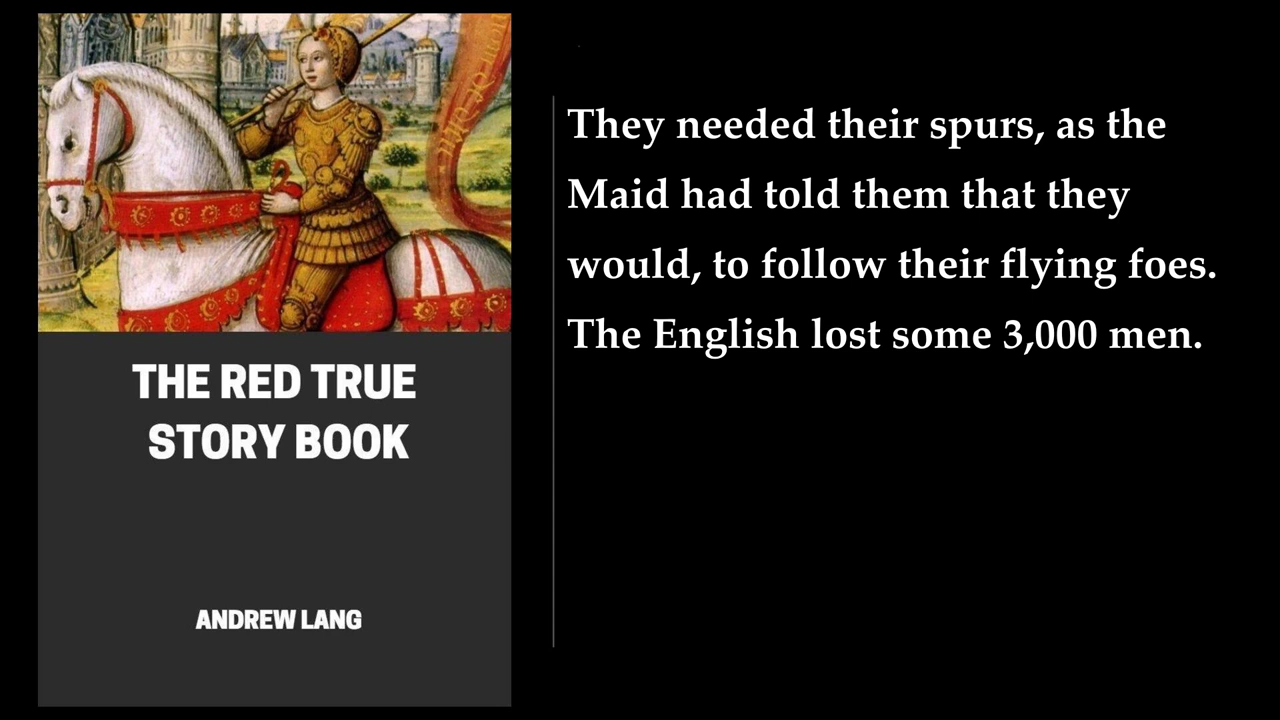 THE RED TRUE
STORY BOOK
ANDREW LANG
They needed their spurs, as the
Maid had told them that they
would, to follow their flying foes.
The English lost some 3,000 men.